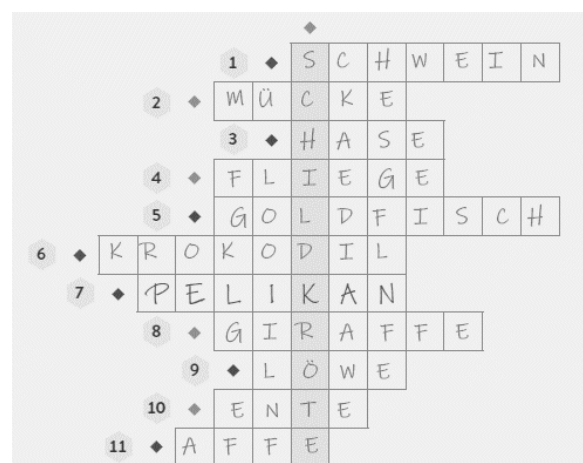 1 SCHWEIN
2 MÜCKE
3 HASE
4 FLIEGE
5 GOLDFISCH
6 KROKODIL
7 PELIKAN
8 GIRAFFE
9 LÖWE
10 ENTE
11 AFFE